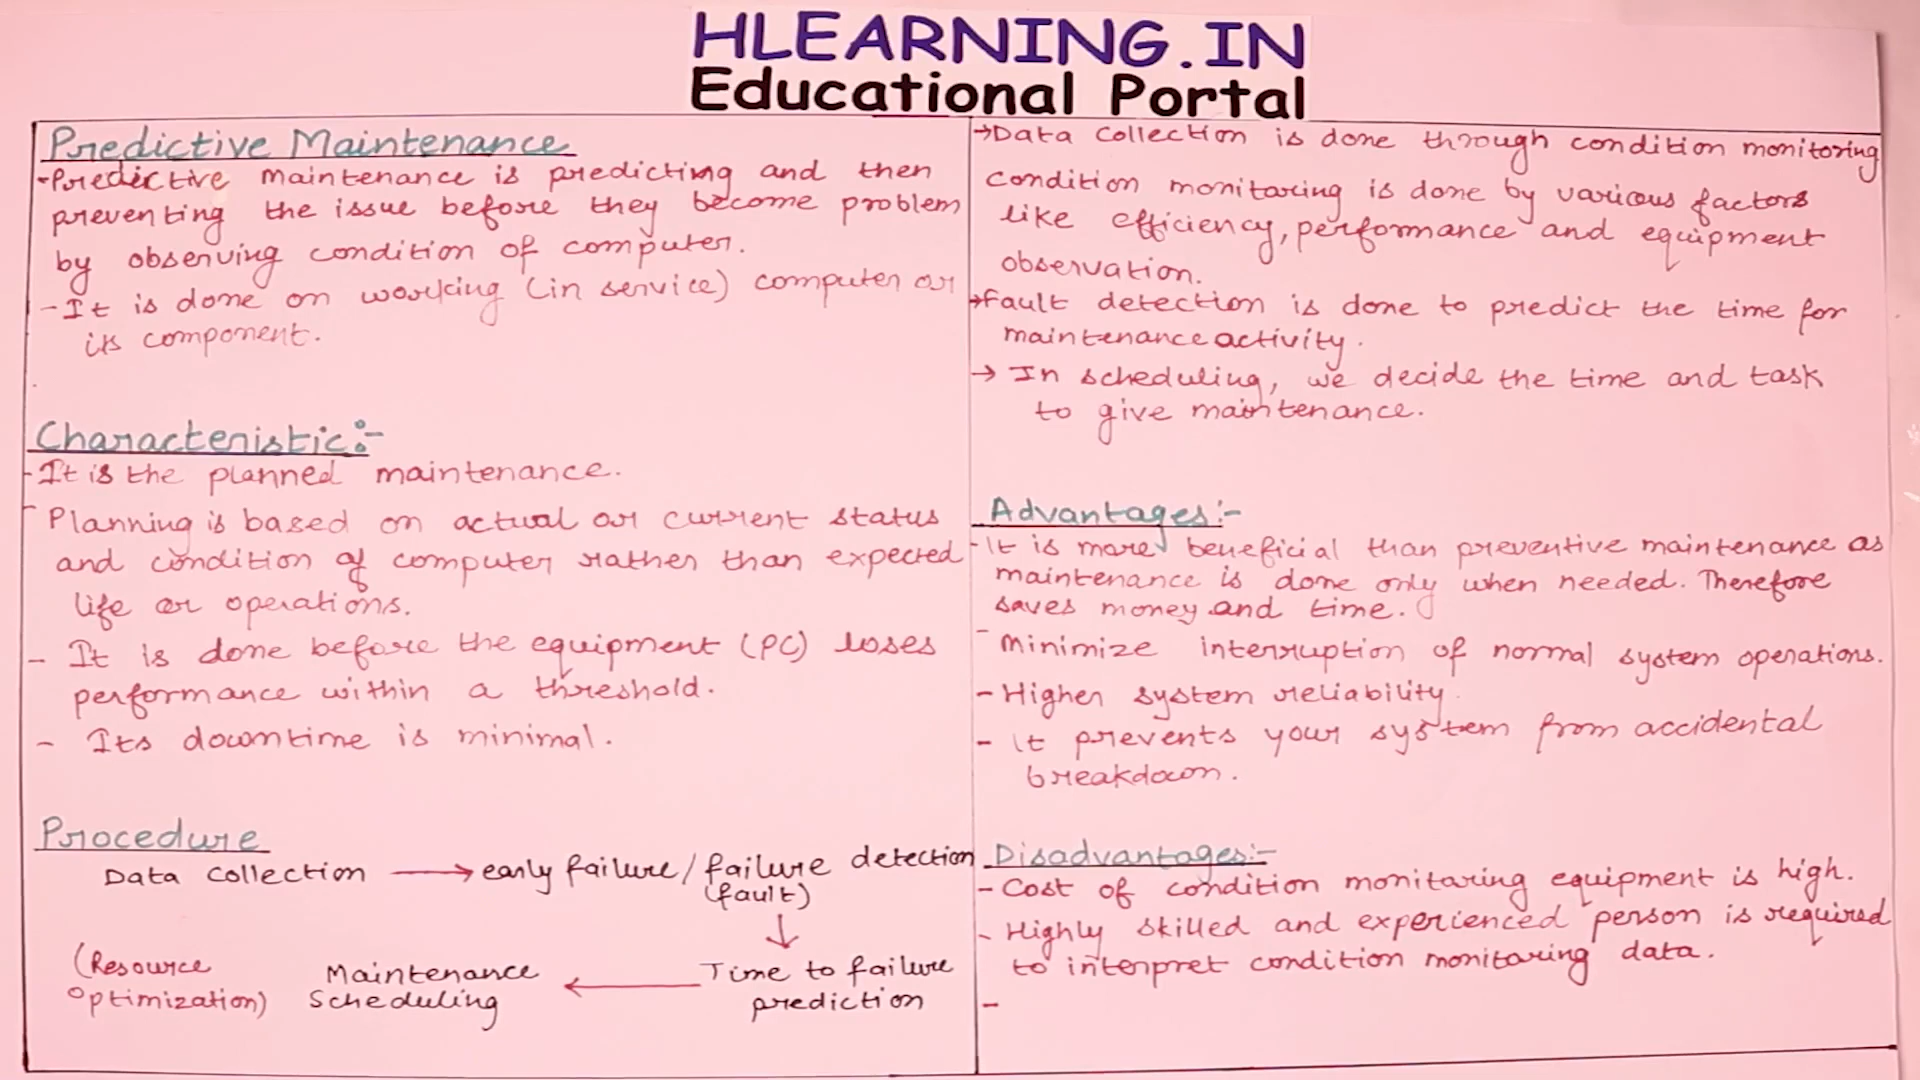 HLEARNING.IN
Educational Portal
Predictive Maintenance
-Predictive maintenance is predicting and then
preventing the issue before they become problem
by observing condition of computer.
- It is done on working (in service) computer or
its component.
Characteristic:-
-It is the planned maintenance.
- Planning is based on actual or current status
and condition of computer rather than expected
life or operations.
- It is done before the equipment (PC) loses
performance within a threshold.
- Its downtime is minimal.
Procedure
Data collection → early failure/failure detection
(fault)
↓
(Resource Maintenance ← Time to failure
optimization) scheduling prediction
→Data collection is done through condition monitoring
condition monitoring is done by various factors
like efficiency, performance and equipment
observation.
→Fault detection is done to predict the time for
maintenance activity.
→ In scheduling, we decide the time and task
to give maintenance.
Advantages:-
-It is more beneficial than preventive maintenance as
maintenance is done only when needed. Therefore
saves money and time.
- Minimize interruption of normal system operations.
- Higher system reliability.
- It prevents your system from accidental
breakdown.
Disadvantages:-
- Cost of condition monitoring equipment is high.
- Highly skilled and experienced person is required
to interpret condition monitoring data.
-